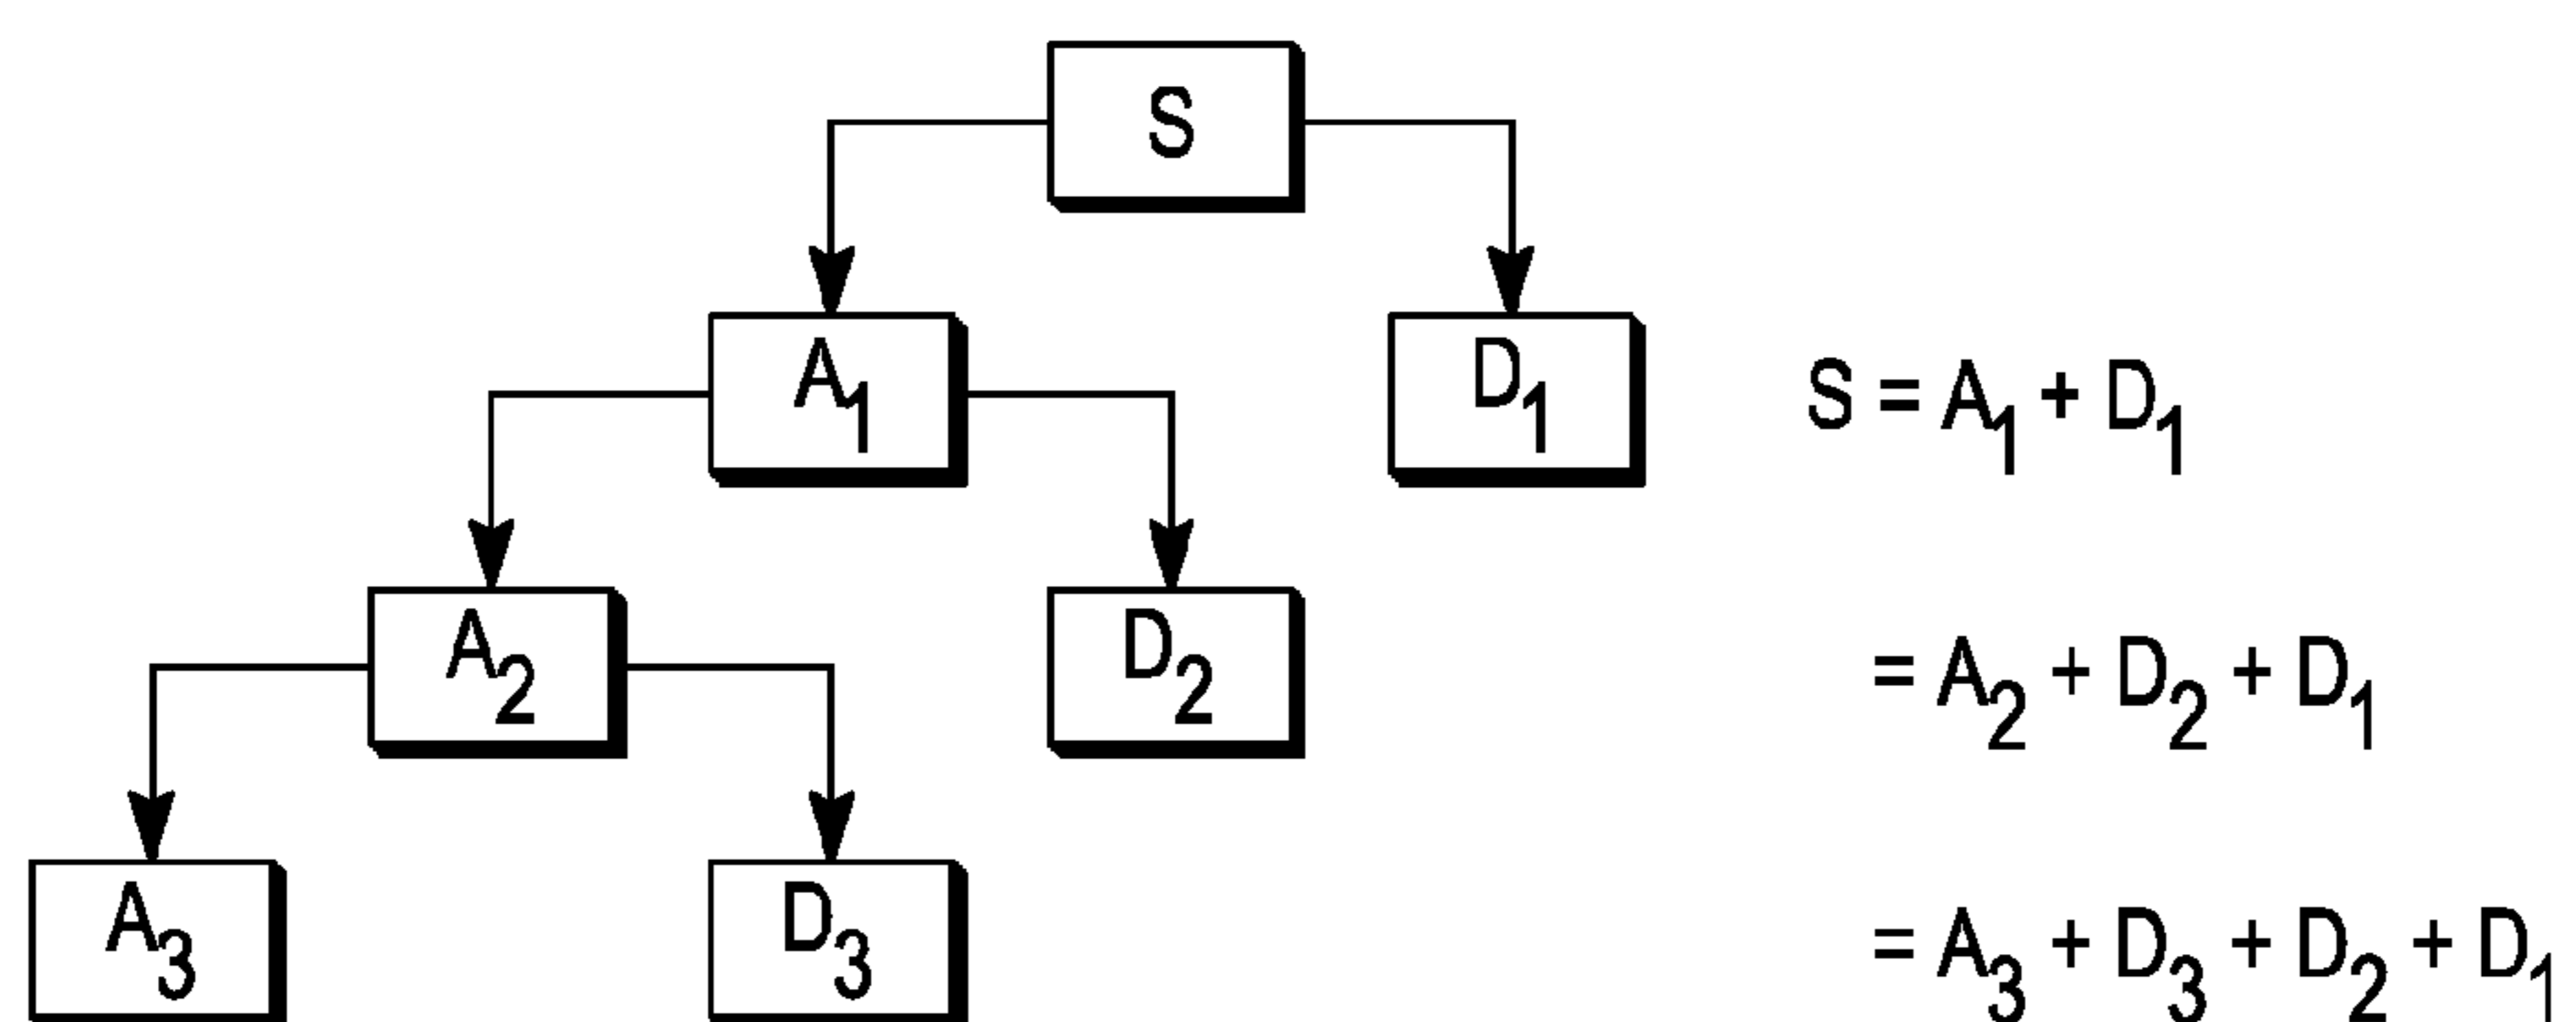 S
A₁ D₁ S = A₁ + D₁
A₂ D₂ = A₂ + D₂ + D₁
A₃ D₃ = A₃ + D₃ + D₂ + D₁